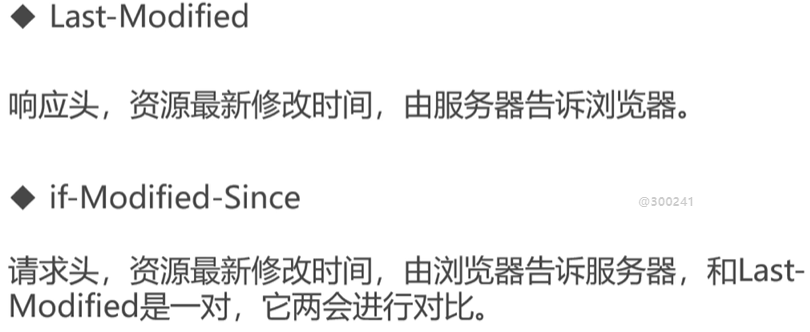 ◆ Last-Modified
响应头，资源最新修改时间，由服务器告诉浏览器。
◆ if-Modified-Since
@300241
请求头，资源最新修改时间，由浏览器告诉服务器，和Last-
Modified是一对，它两会进行对比。